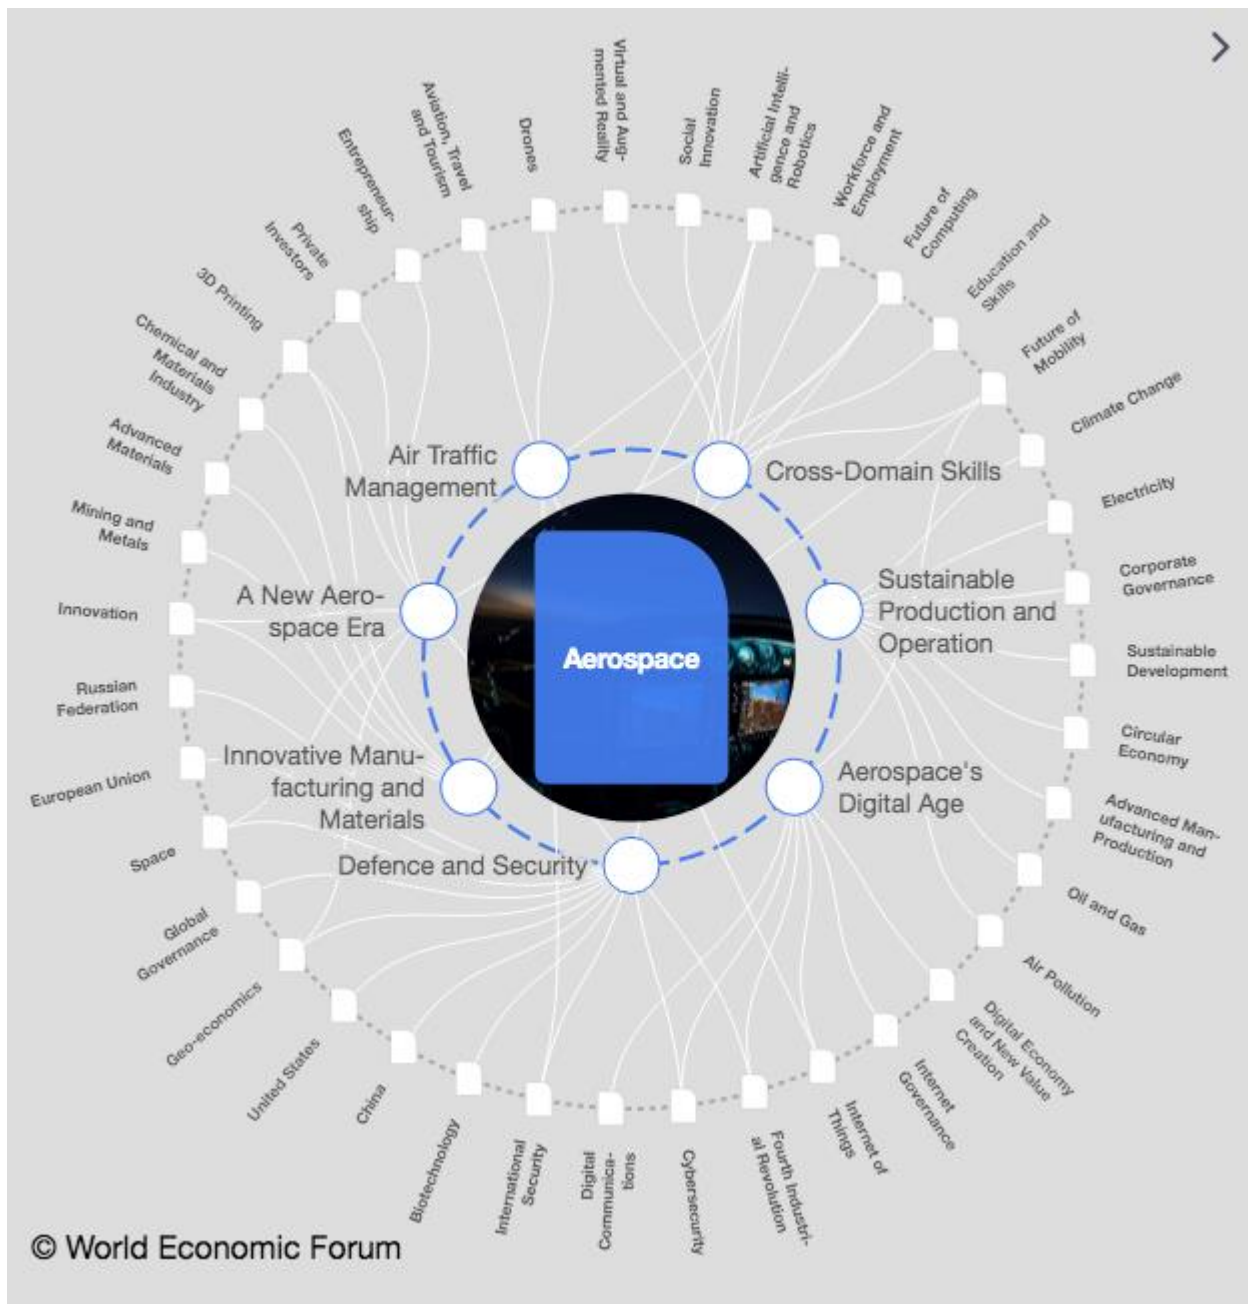 Virtual and Aug-
mented Reality
Social
Innovation
Artificial Intelli-
gence and
Robotics
Workforce and
Employment
Future of
Computing
Education and
Skills
Future of
Mobility
Climate Change
Electricity
Corporate
Governance
Sustainable
Development
Circular
Economy
Advanced Man-
ufacturing and
Production
Oil and Gas
Air Pollution
Digital Economy
and New Value
Creation
Internet
Governance
Internet of
Things
Fourth Industri-
al Revolution
Cybersecurity
Digital
Communica-
tions
International
Security
Biotechnology
China
United States
Geo-economics
Global
Governance
Space
European Union
Russian
Federation
Innovation
Mining and
Metals
Advanced
Materials
Chemical and
Materials
Industry
3D Printing
Private
Investors
Entrepreneur-
ship
Aviation, Travel
and Tourism
Drones
Air Traffic
Management
Cross-Domain Skills
A New Aero-
space Era
Sustainable
Production and
Operation
Aerospace
Innovative Manu-
facturing and
Materials
Aerospace's
Digital Age
Defence and Security
© World Economic Forum